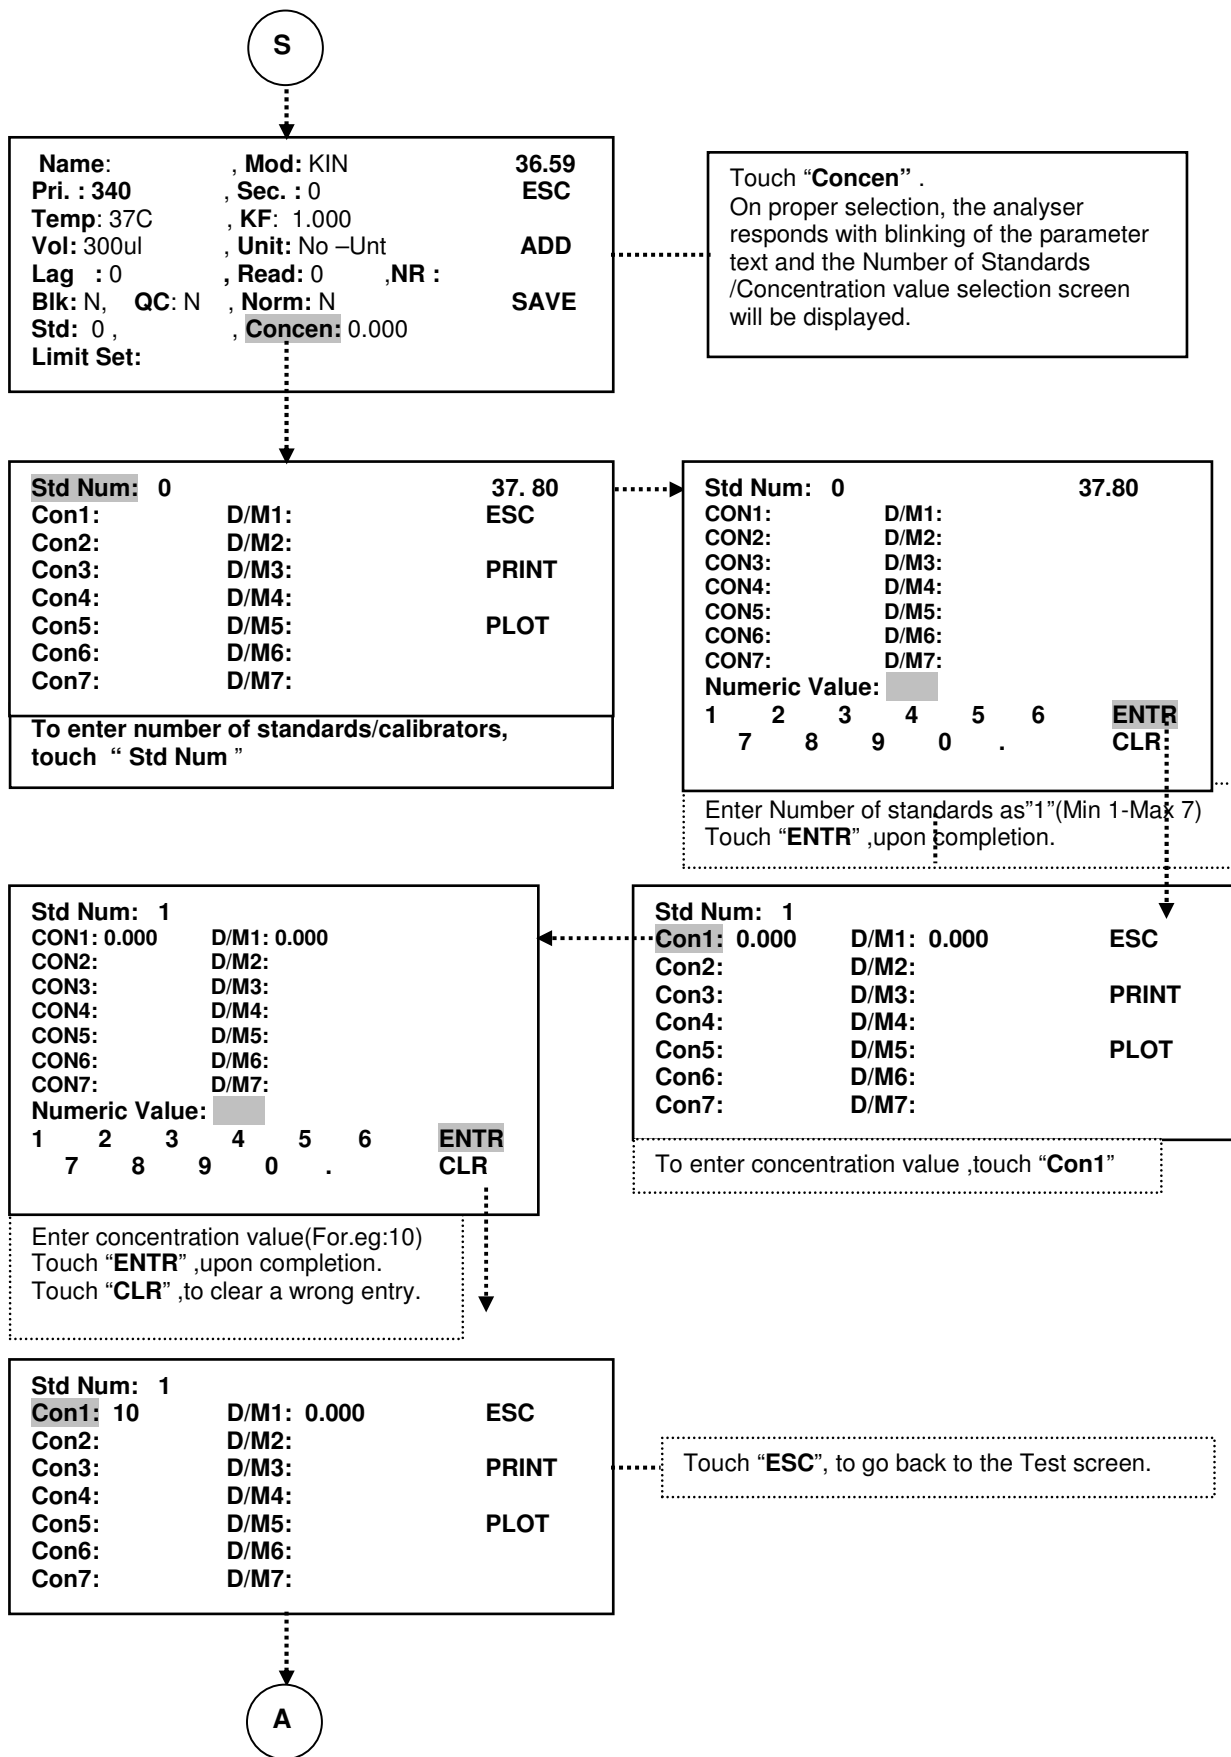 S
Name: , Mod: KIN 36.59
Pri. : 340 , Sec. : 0 ESC
Temp: 37C , KF: 1.000
Vol: 300ul , Unit: No –Unt ADD
Lag : 0 , Read: 0 ,NR :
Blk: N, QC: N , Norm: N SAVE
Std: 0 , , Concen: 0.000
Limit Set:
Touch “Concen” .
On proper selection, the analyser
responds with blinking of the parameter
text and the Number of Standards
/Concentration value selection screen
will be displayed.
Std Num: 0 37. 80
Con1: D/M1: ESC
Con2: D/M2:
Con3: D/M3: PRINT
Con4: D/M4:
Con5: D/M5: PLOT
Con6: D/M6:
Con7: D/M7:
To enter number of standards/calibrators,
touch “ Std Num ”
Std Num: 0 37.80
CON1: D/M1:
CON2: D/M2:
CON3: D/M3:
CON4: D/M4:
CON5: D/M5:
CON6: D/M6:
CON7: D/M7:
Numeric Value:
1 2 3 4 5 6 ENTR
7 8 9 0 . CLR
Enter Number of standards as”1”(Min 1-Max 7)
Touch “ENTR” ,upon completion.
Std Num: 1
Con1: 0.000 D/M1: 0.000 ESC
Con2: D/M2:
Con3: D/M3: PRINT
Con4: D/M4:
Con5: D/M5: PLOT
Con6: D/M6:
Con7: D/M7:
To enter concentration value ,touch “Con1”
Std Num: 1
CON1: 0.000 D/M1: 0.000
CON2: D/M2:
CON3: D/M3:
CON4: D/M4:
CON5: D/M5:
CON6: D/M6:
CON7: D/M7:
Numeric Value:
1 2 3 4 5 6 ENTR
7 8 9 0 . CLR
Enter concentration value(For.eg:10)
Touch “ENTR” ,upon completion.
Touch “CLR” ,to clear a wrong entry.
Std Num: 1
Con1: 10 D/M1: 0.000 ESC
Con2: D/M2:
Con3: D/M3: PRINT
Con4: D/M4:
Con5: D/M5: PLOT
Con6: D/M6:
Con7: D/M7:
Touch “ESC”, to go back to the Test screen.
A